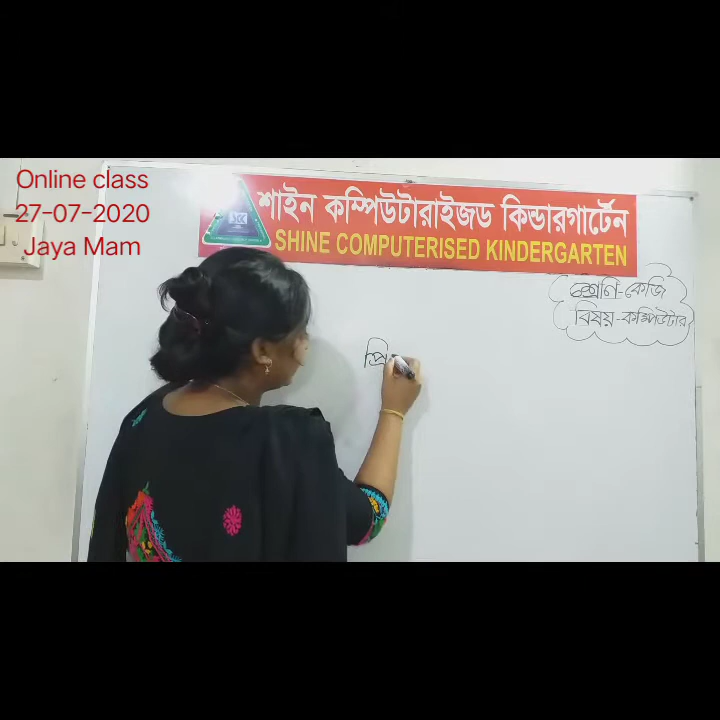 Online class
27-07-2020
Jaya Mam
শাইন কম্পিউটারাইজড কিন্ডারগার্টেন
SHINE COMPUTERISED KINDERGARTEN
শ্রেণি-কেজি
বিষয়-কম্পিউটার
প্রি